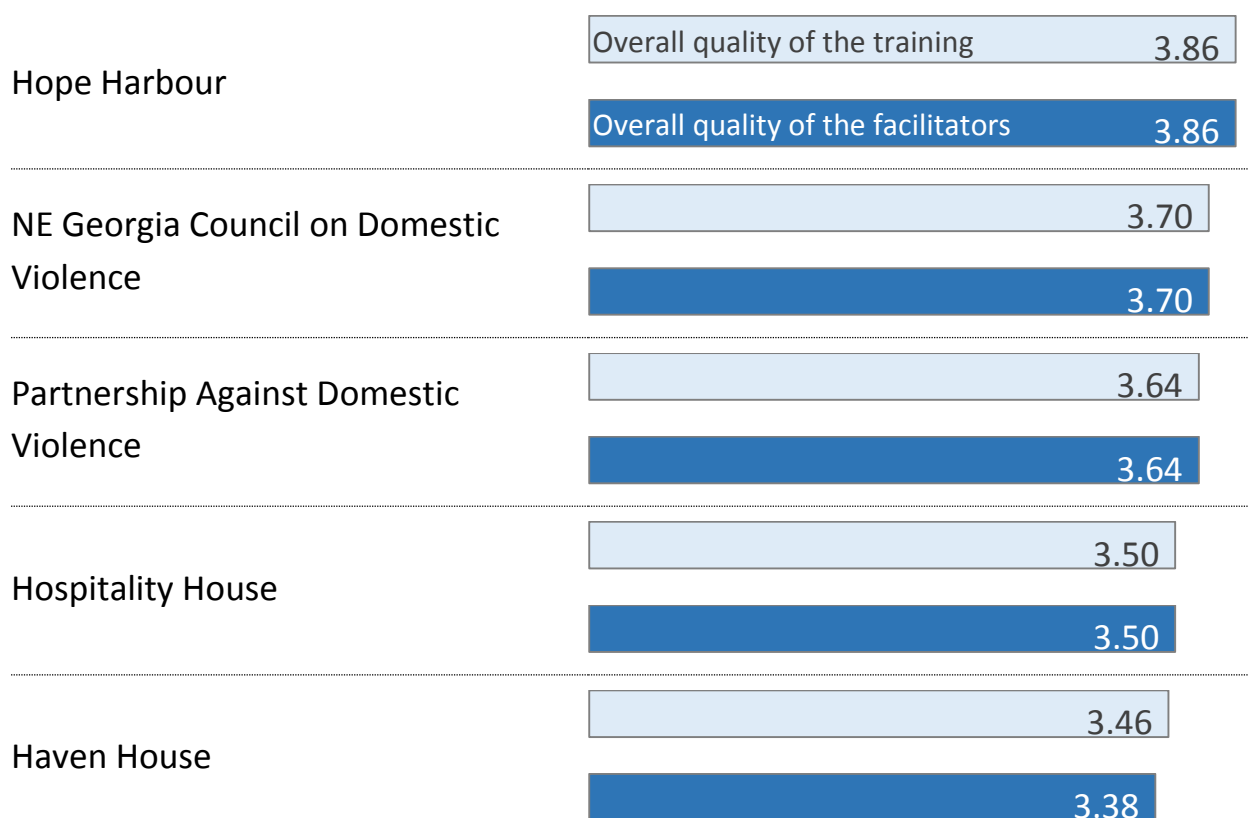 Hope Harbour
Overall quality of the training 3.86
Overall quality of the facilitators 3.86
NE Georgia Council on Domestic
Violence
3.70
3.70
Partnership Against Domestic
Violence
3.64
3.64
Hospitality House
3.50
3.50
Haven House
3.46
3.38